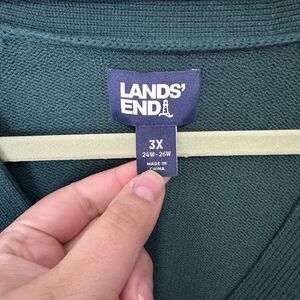 LANDS'
END
3X
24W-26W
MADE IN
CHINA